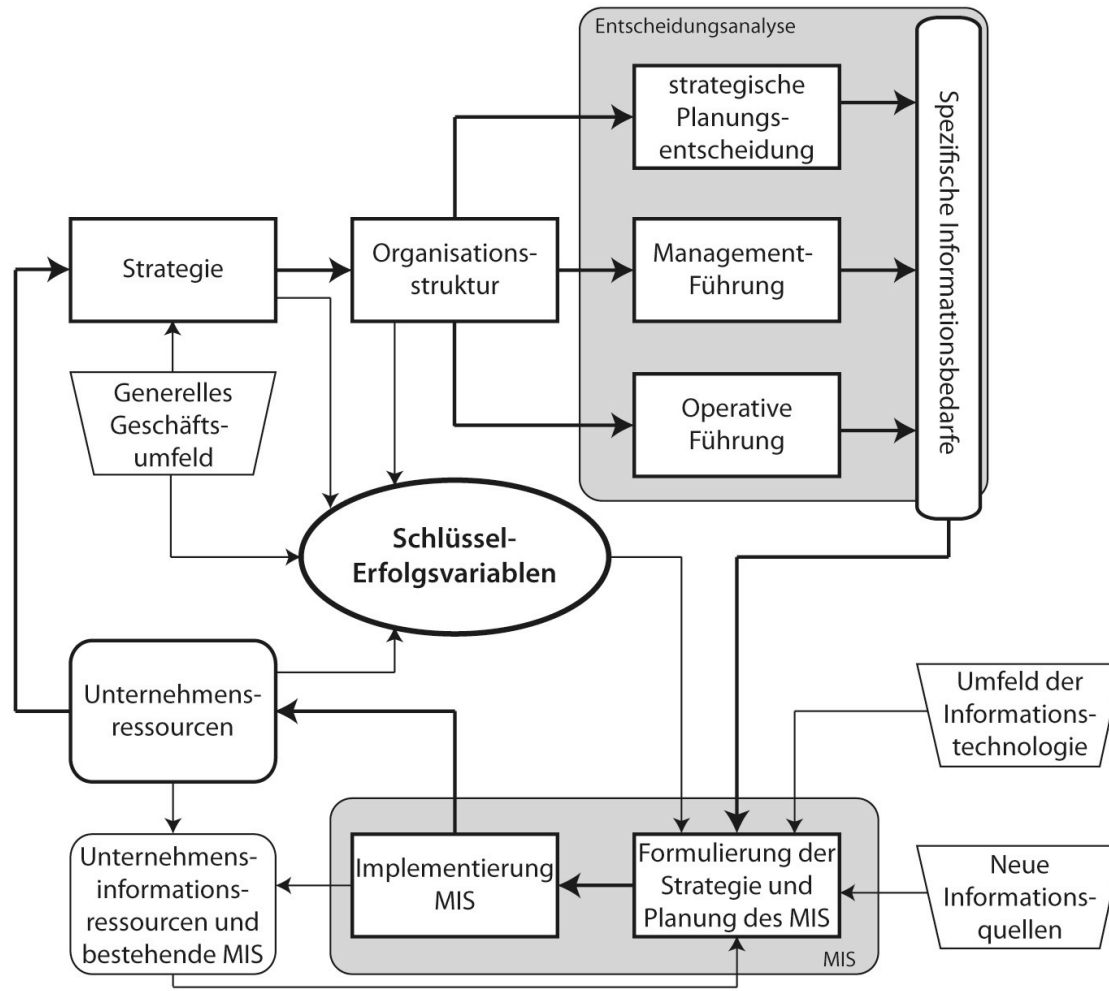 Entscheidungsanalyse
strategische
Planungs-
entscheidung
Spezifische Informationsbedarfe
Strategie
Organisations-
struktur
Management-
Führung
Generelles
Geschäfts-
umfeld
Operative
Führung
Schlüssel-
Erfolgsvariablen
Unternehmens-
ressourcen
Umfeld der
Informations-
technologie
Unternehmens-
informations-
ressourcen und
bestehende MIS
Implementierung
MIS
Formulierung der
Strategie und
Planung des MIS
Neue
Informations-
quellen
MIS